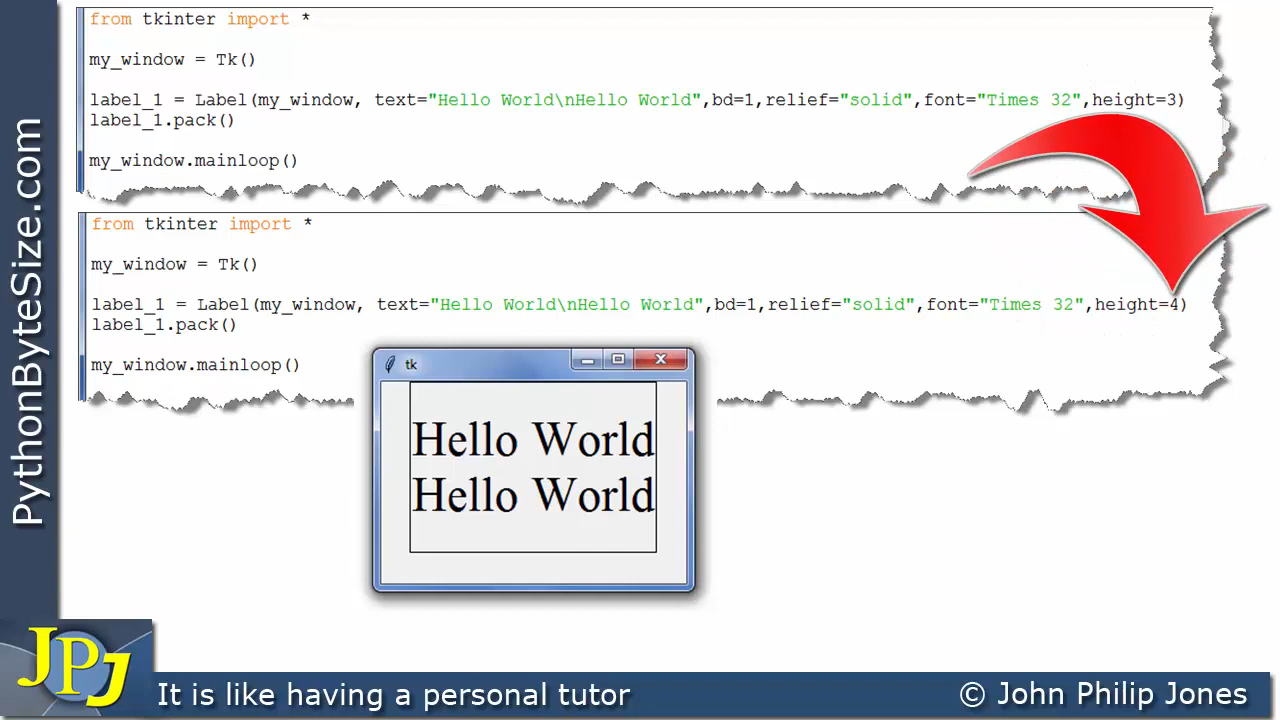 from tkinter import *
my_window = Tk()
label_1 = Label(my_window, text="Hello World\nHello World",bd=1,relief="solid",font="Times 32",height=3)
label_1.pack()
my_window.mainloop()
from tkinter import *
my_window = Tk()
label_1 = Label(my_window, text="Hello World\nHello World",bd=1,relief="solid",font="Times 32",height=4)
label_1.pack()
my_window.mainloop()
tk
Hello World
Hello World
PythonByteSize.com
JPJ
It is like having a personal tutor
© John Philip Jones